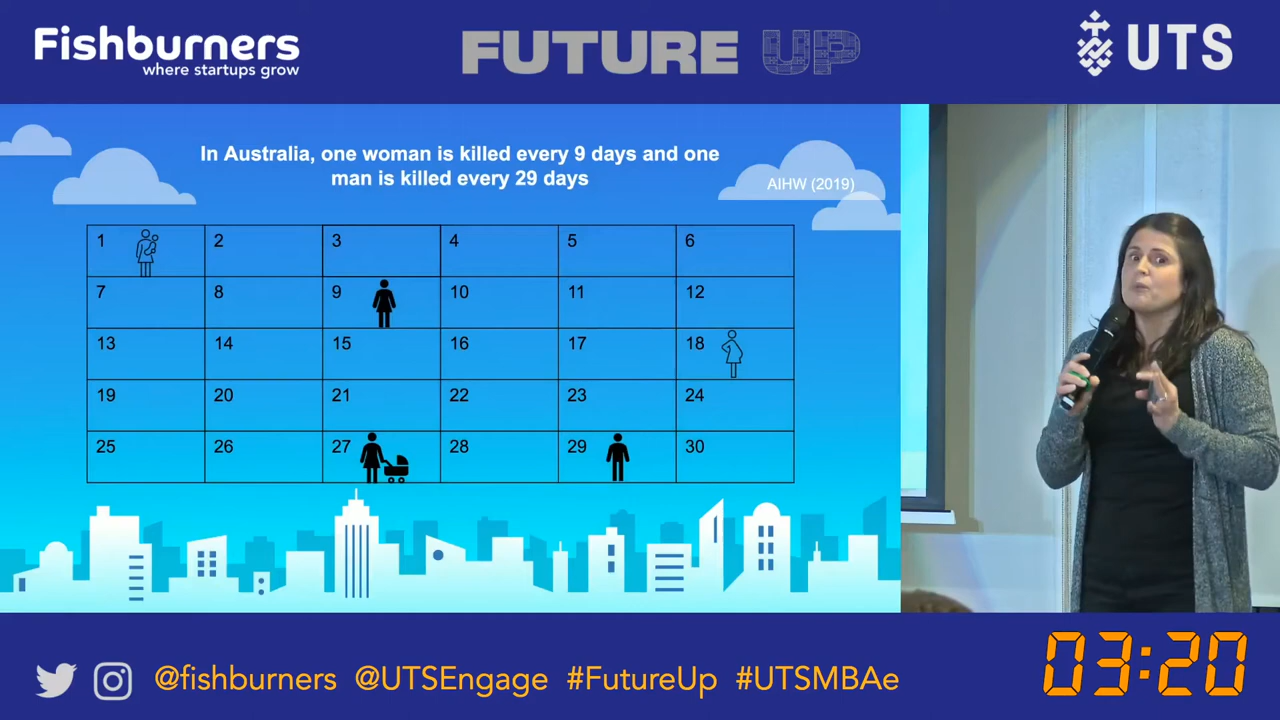 Fishburners
where startups grow
FUTURE UP
UTS
In Australia, one woman is killed every 9 days and one
man is killed every 29 days
AIHW (2019)
1 2 3 4 5 6
7 8 9 10 11 12
13 14 15 16 17 18
19 20 21 22 23 24
25 26 27 28 29 30
@fishburners @UTSEngage #FutureUp #UTSMBAe
03:20